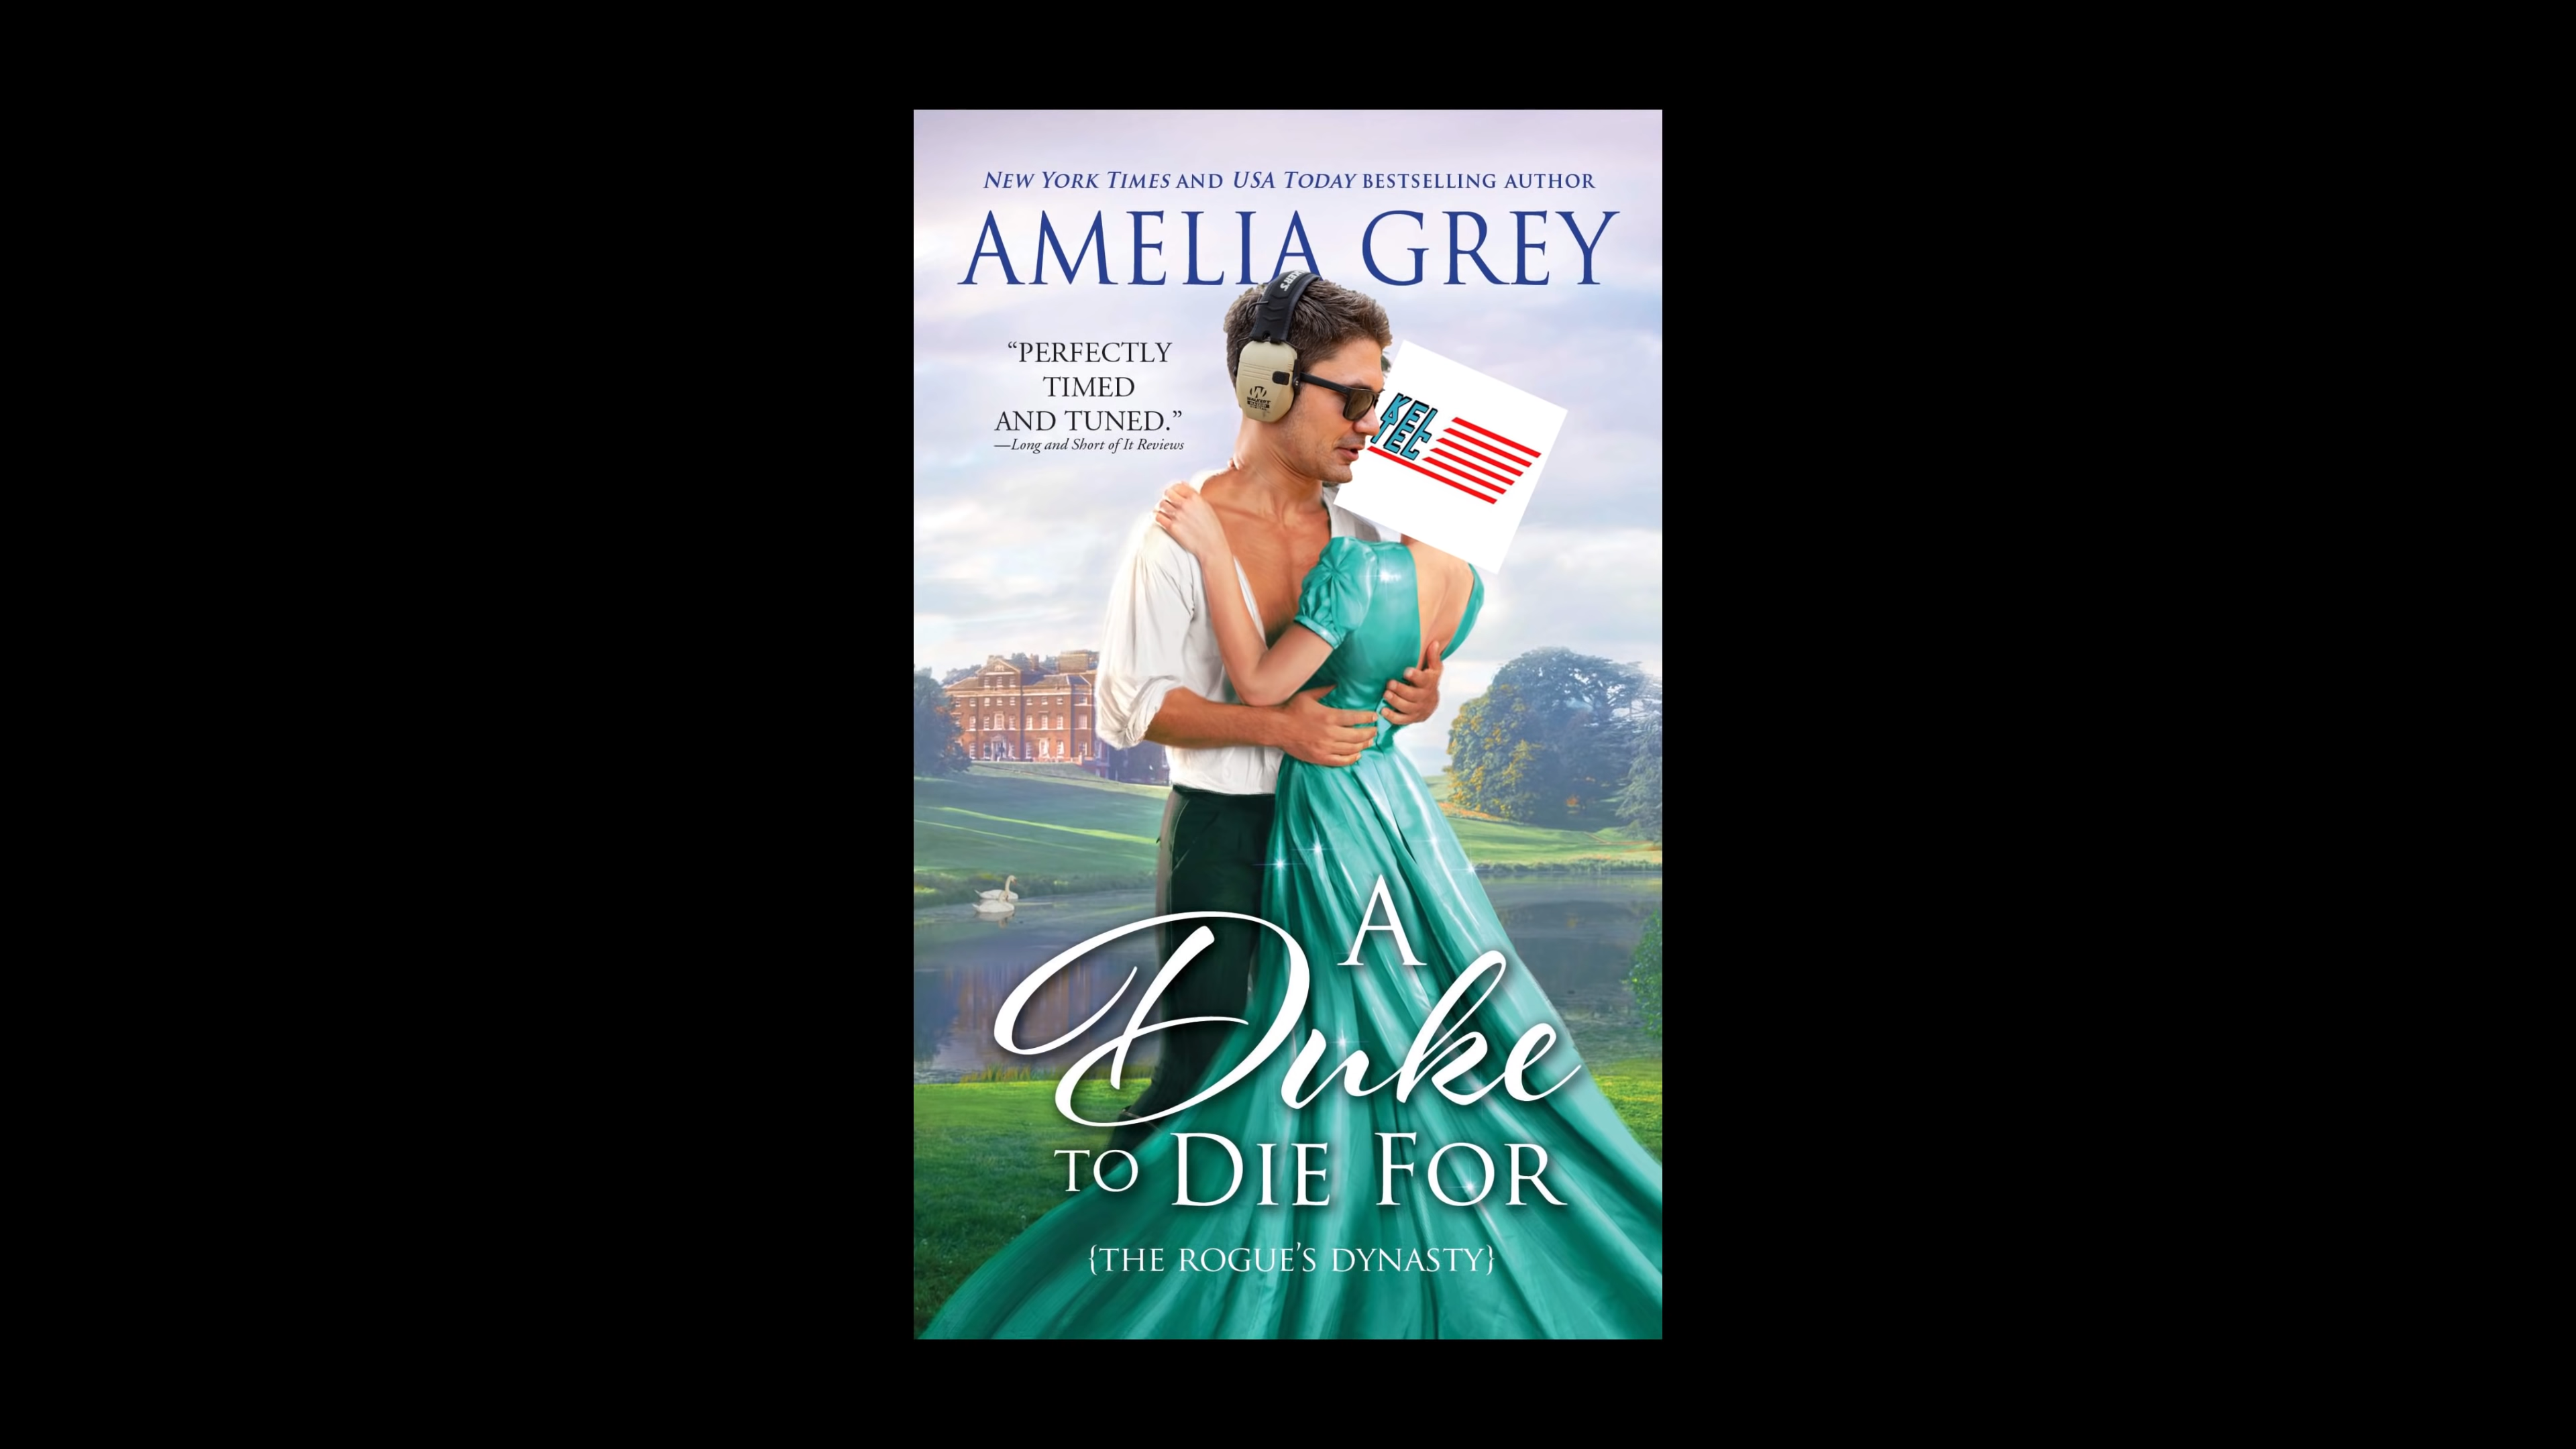 NEW YORK TIMES AND USA TODAY BESTSELLING AUTHOR
AMELIA GREY
“PERFECTLY
TIMED
AND TUNED.”
—Long and Short of It Reviews
KEL
TEC
A
Duke
TO DIE FOR
{THE ROGUE’S DYNASTY}